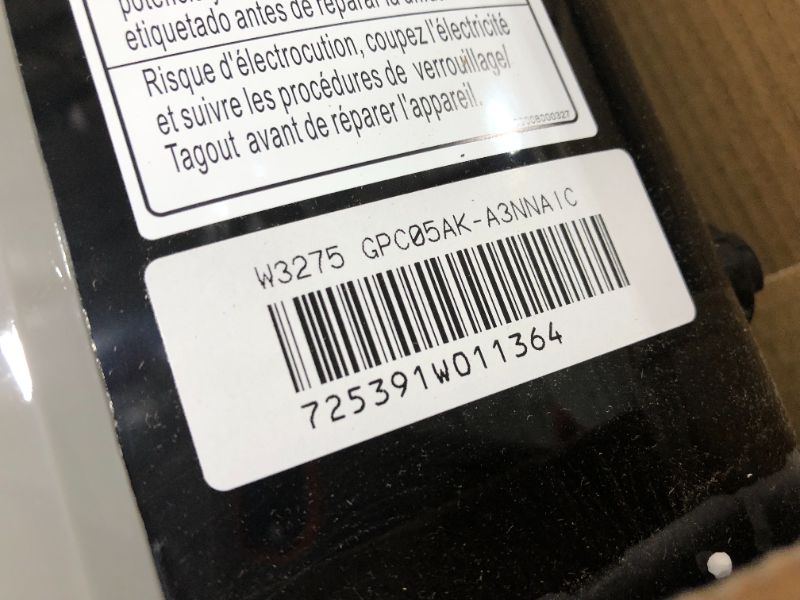 etiquetado antes de reparar la
Risque d'électrocution, coupez l'électricité
et suivre les procédures de verrouillage/
Tagout avant de réparer l'appareil.
W3275 GPC05AK-A3NNA1C
725391W011364